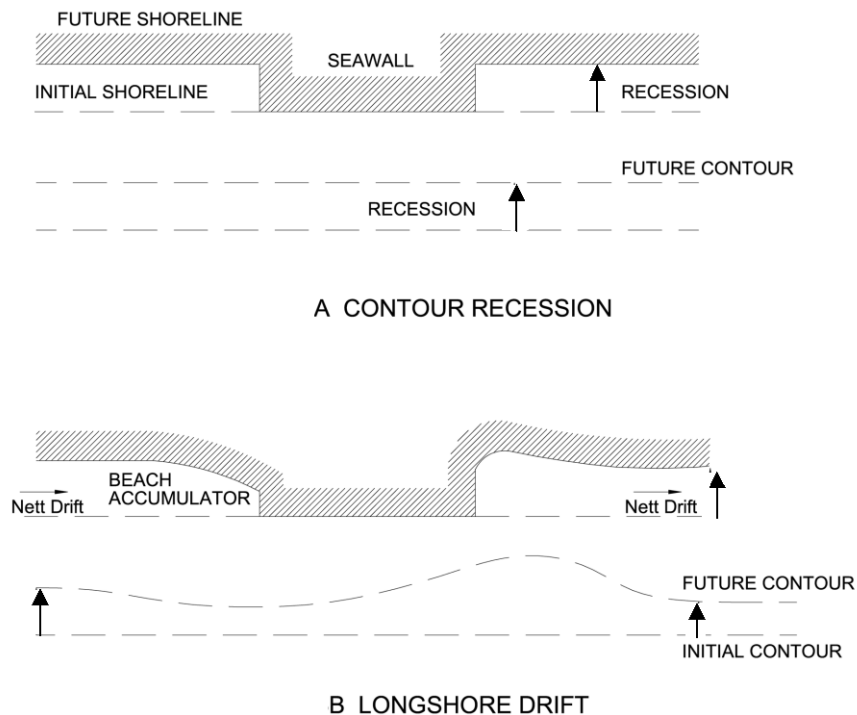 FUTURE SHORELINE
SEAWALL
INITIAL SHORELINE
RECESSION
FUTURE CONTOUR
RECESSION
A CONTOUR RECESSION
BEACH
ACCUMULATOR
Nett Drift
Nett Drift
FUTURE CONTOUR
INITIAL CONTOUR
B LONGSHORE DRIFT